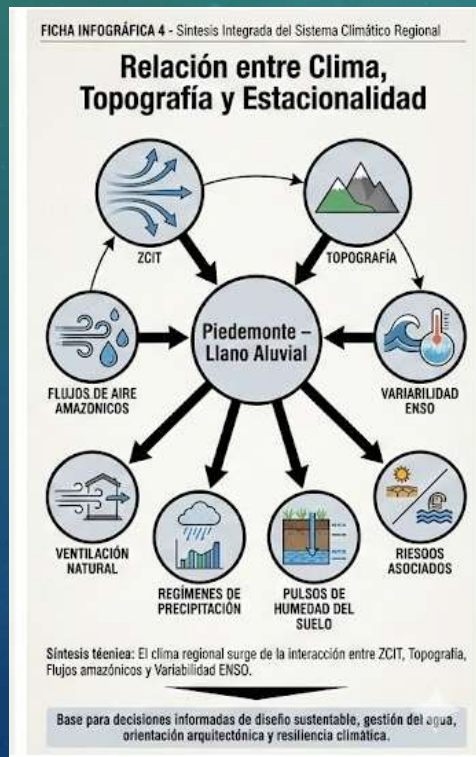 FICHA INFOGRÁFICA 4 - Síntesis Integrada del Sistema Climático Regional
Relación entre Clima,
Topografía y Estacionalidad
ZCIT
TOPOGRAFÍA
Piedemonte –
Llano Aluvial
FLUJOS DE AIRE
AMAZONICOS
VARIARILIDAD
ENSO
VENTILACIÓN
NATURAL
REGÍMENES DE
PRECIPITACIÓN
PULSOS DE
HUMEDAD DEL
SUELO
RIESDOS
ASOCIADOS
Síntesis técnica: El clima regional surge de la interacción entre ZCIT, Topografía,
Flujos amazónicos y Variabilidad ENSO.
Base para decisiones informadas de diseño sustentable, gestión del agua,
orientación arquitectónica y resiliencia climática.